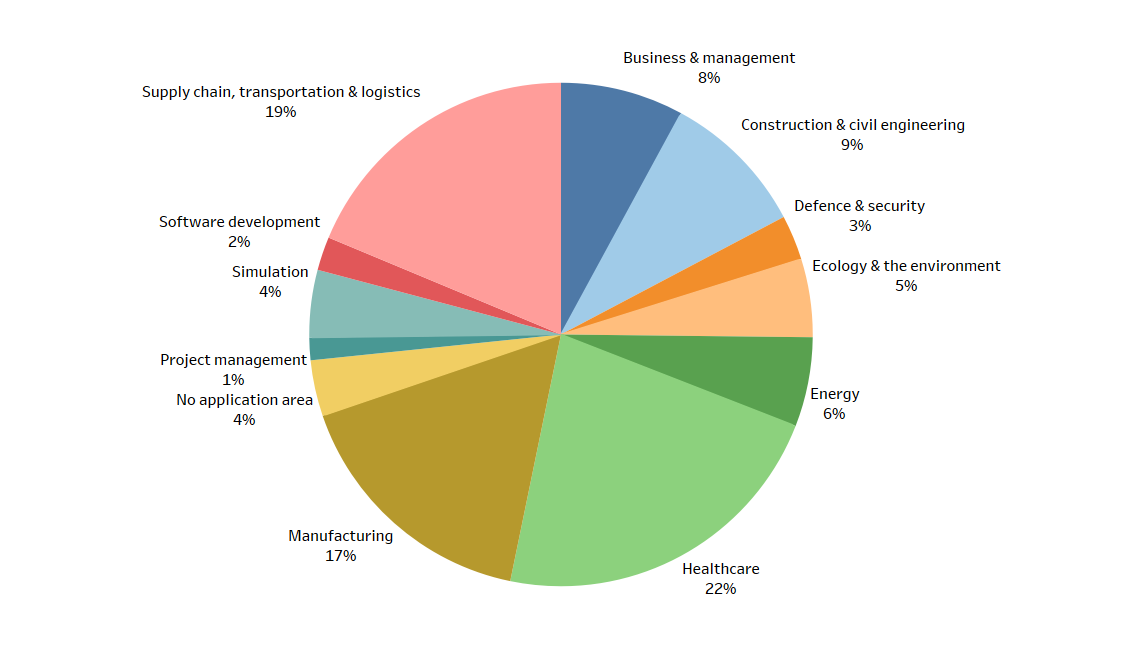 Business & management
8%
Construction & civil engineering
9%
Defence & security
3%
Ecology & the environment
5%
Energy
6%
Healthcare
22%
Manufacturing
17%
No application area
4%
Project management
1%
Simulation
4%
Software development
2%
Supply chain, transportation & logistics
19%